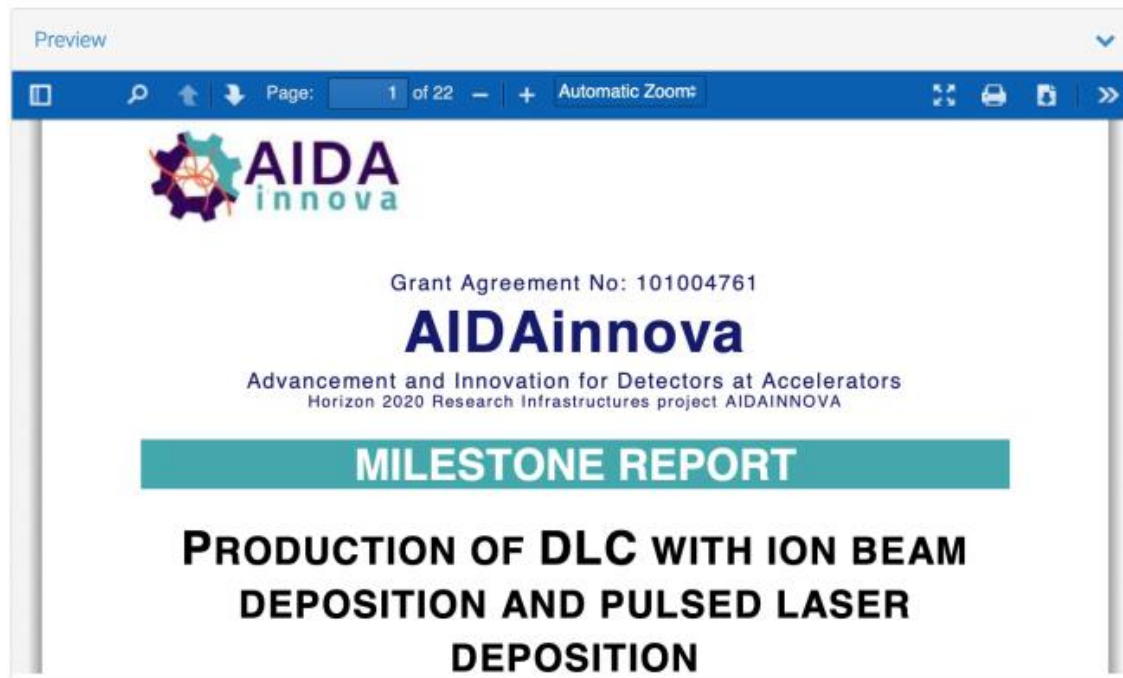 Preview
Page: 1 of 22 — + Automatic Zoom
AIDA
innova
Grant Agreement No: 101004761
AIDAinnova
Advancement and Innovation for Detectors at Accelerators
Horizon 2020 Research Infrastructures project AIDAINNOVA
MILESTONE REPORT
PRODUCTION OF DLC WITH ION BEAM
DEPOSITION AND PULSED LASER
DEPOSITION